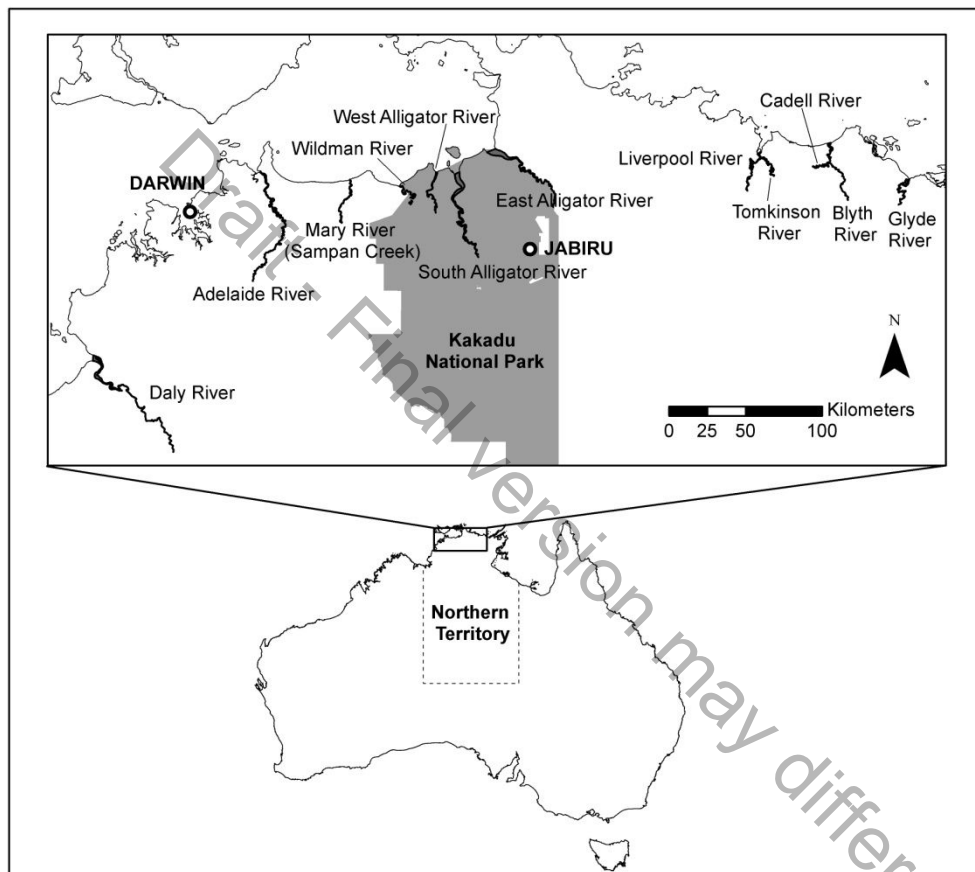 Cadell River
West Alligator River
Wildman River
Liverpool River
DARWIN
East Alligator River
Tomkinson
River
Blyth
River
Glyde
River
Mary River
(Sampan Creek)
JABIRU
South Alligator River
Adelaide River
N
Kakadu
National Park
Daly River
Kilometers
0 25 50 100
Northern
Territory
Draft - Final version may differ